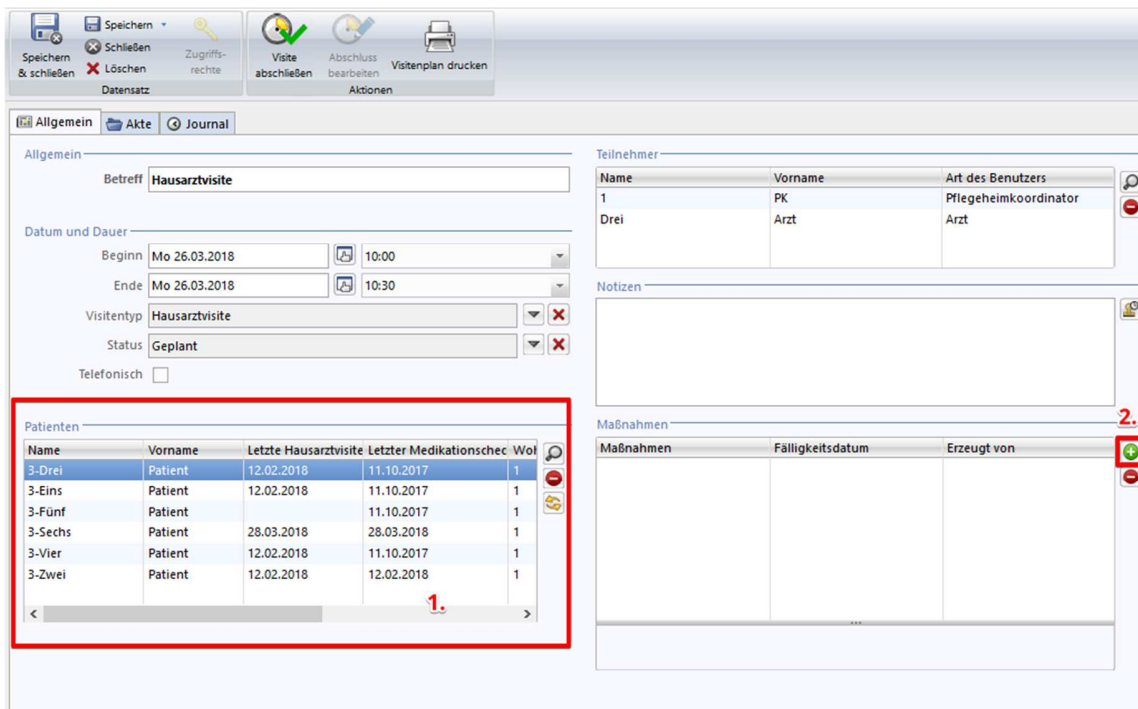 Speichern & schließen
Speichern
Schließen
Löschen
Zugriffs-
rechte
Datensatz
Visite
abschließen
Abschluss
bearbeiten
Visitenplan drucken
Aktionen
Allgemein Akte Journal
Allgemein
Betreff Hausarztvisite
Datum und Dauer
Beginn Mo 26.03.2018 10:00
Ende Mo 26.03.2018 10:30
Visitentyp Hausarztvisite
Status Geplant
Telefonisch
Patienten
Name Vorname Letzte Hausarztvisite Letzter Medikationschec Woh
3-Drei Patient 12.02.2018 11.10.2017 1
3-Eins Patient 12.02.2018 11.10.2017 1
3-Fünf Patient 11.10.2017 1
3-Sechs Patient 28.03.2018 28.03.2018 1
3-Vier Patient 12.02.2018 11.10.2017 1
3-Zwei Patient 12.02.2018 12.02.2018 1
1.
Teilnehmer
Name Vorname Art des Benutzers
1 PK Pflegeheimkoordinator
Drei Arzt Arzt
Notizen
Maßnahmen
2.
Maßnahmen Fälligkeitsdatum Erzeugt von